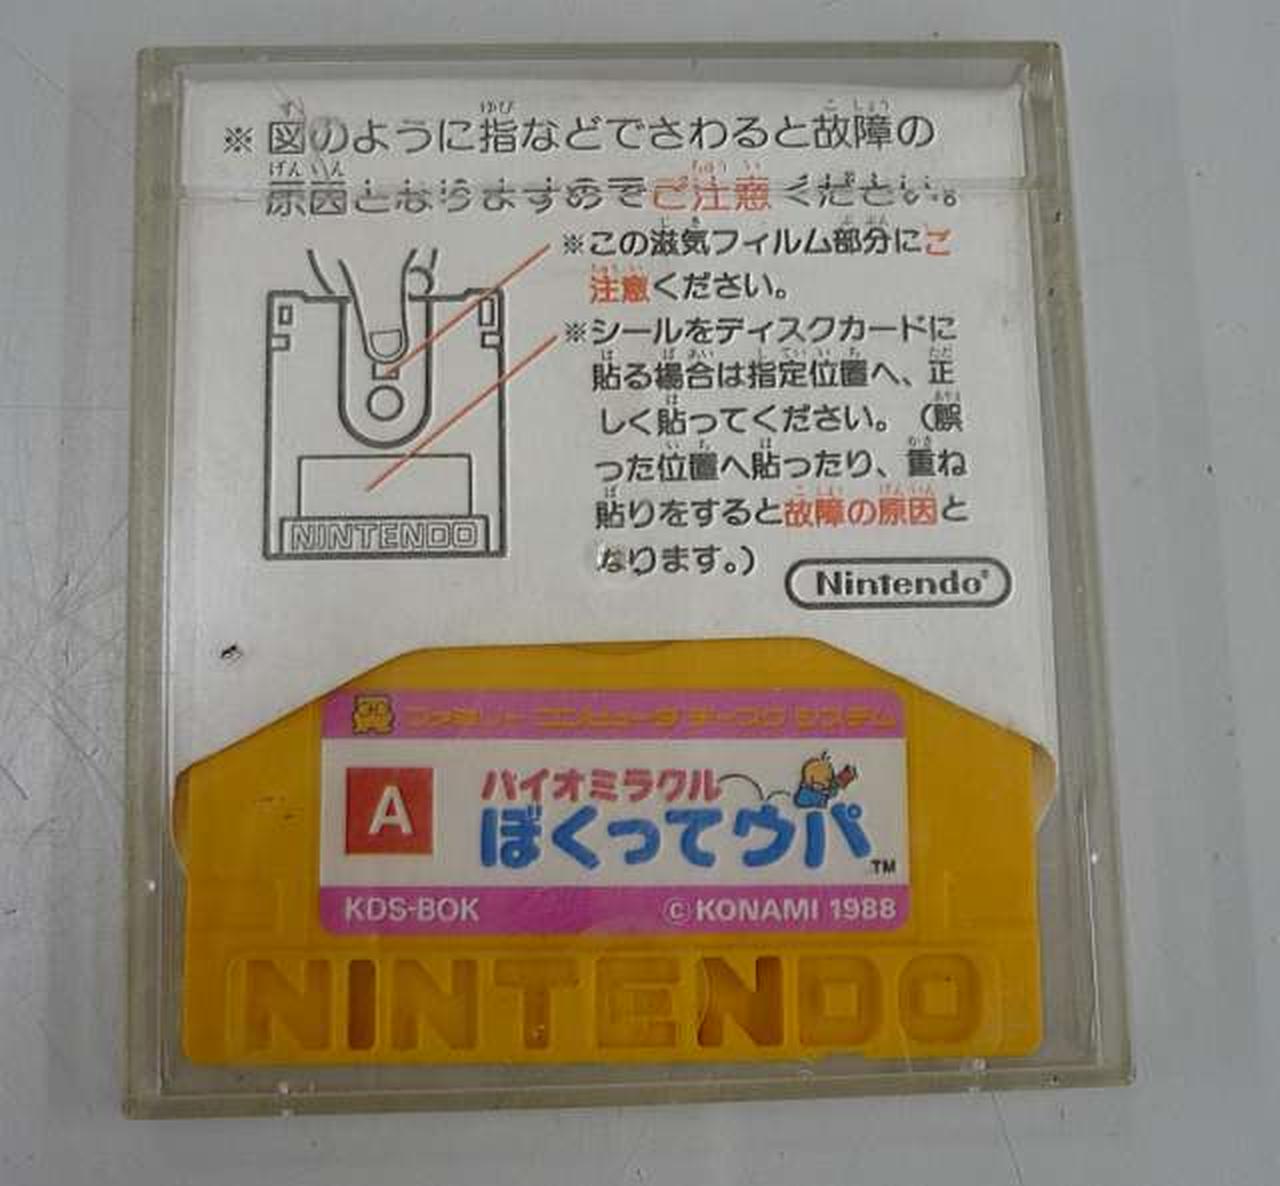 ※図のように指などでさわると故障の
原因となりますのでご注意ください。
※この滋気フィルム部分にご
注意ください。
※シールをディスクカードに
貼る場合は指定位置へ、正
しく貼ってください。(誤
った位置へ貼ったり、重ね
貼りをすると故障の原因と
なります。)
NINTENDO
Nintendo®
ファミリー コンピュータ ディスク システム
A
バイオミラクル
ぼくってウパ
TM
KDS-BOK
©KONAMI 1988
NINTENDO